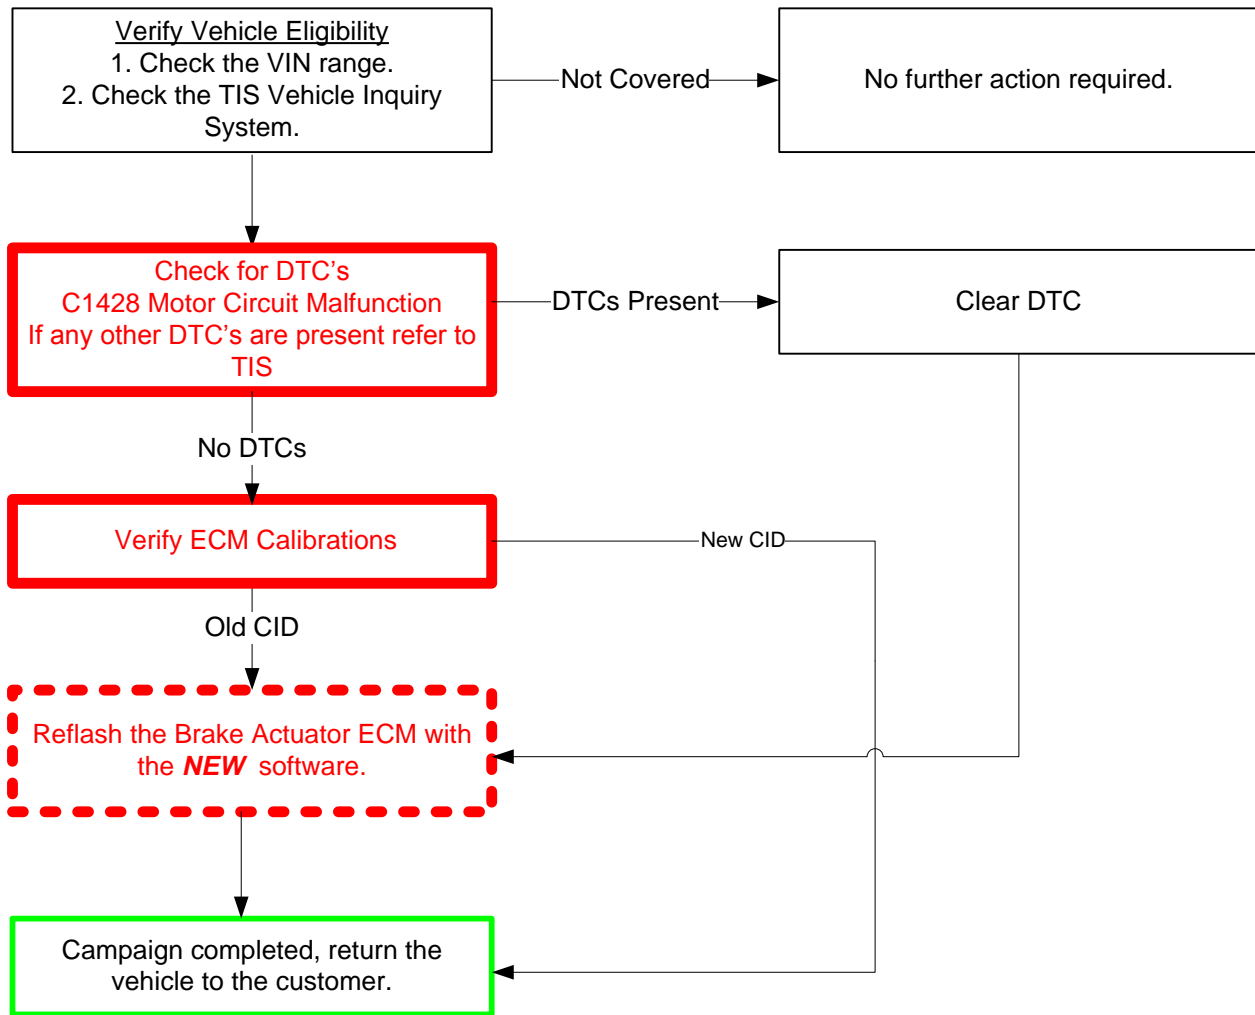 Verify Vehicle Eligibility
1. Check the VIN range.
2. Check the TIS Vehicle Inquiry
System.
Not Covered
No further action required.
Check for DTC’s
C1428 Motor Circuit Malfunction
If any other DTC’s are present refer to
TIS
DTCs Present
Clear DTC
No DTCs
Verify ECM Calibrations
New CID
Old CID
Reflash the Brake Actuator ECM with
the NEW software.
Campaign completed, return the
vehicle to the customer.